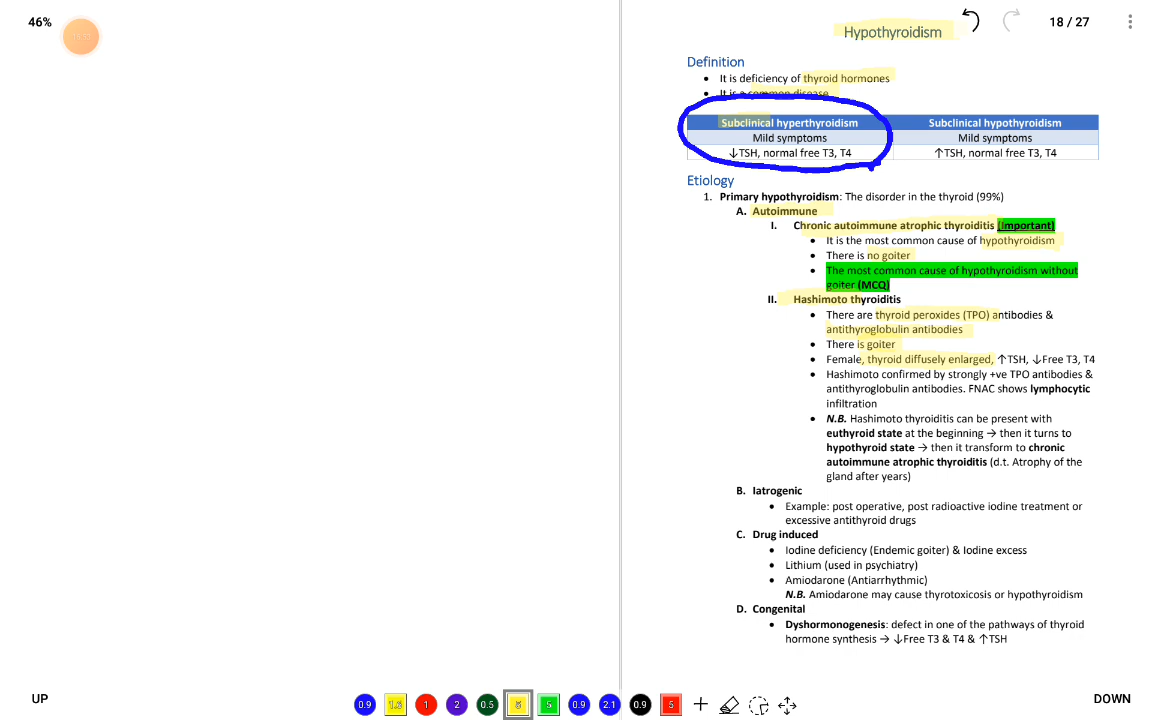 46%
18 / 27
Hypothyroidism
Definition
• It is deficiency of thyroid hormones
• It is a common disease
Subclinical hyperthyroidism Subclinical hypothyroidism
Mild symptoms Mild symptoms
↓TSH, normal free T3, T4 ↑TSH, normal free T3, T4
Etiology
1. Primary hypothyroidism: The disorder in the thyroid (99%)
A. Autoimmune
I. Chronic autoimmune atrophic thyroiditis (Important)
• It is the most common cause of hypothyroidism
• There is no goiter
• The most common cause of hypothyroidism without
goiter (MCQ)
II. Hashimoto thyroiditis
• There are thyroid peroxides (TPO) antibodies &
antithyroglobulin antibodies
• There is goiter
• Female, thyroid diffusely enlarged, ↑TSH, ↓Free T3, T4
• Hashimoto confirmed by strongly +ve TPO antibodies &
antithyroglobulin antibodies. FNAC shows lymphocytic
infiltration
• N.B. Hashimoto thyroiditis can be present with
euthyroid state at the beginning → then it turns to
hypothyroid state → then it transform to chronic
autoimmune atrophic thyroiditis (d.t. Atrophy of the
gland after years)
B. Iatrogenic
• Example: post operative, post radioactive iodine treatment or
excessive antithyroid drugs
C. Drug induced
• Iodine deficiency (Endemic goiter) & Iodine excess
• Lithium (used in psychiatry)
• Amiodarone (Antiarrhythmic)
N.B. Amiodarone may cause thyrotoxicosis or hypothyroidism
D. Congenital
• Dyshormonogenesis: defect in one of the pathways of thyroid
hormone synthesis → ↓Free T3 & T4 & ↑TSH
UP
0.9 1.6 1 2 0.5 5 5 0.9 2.1 0.9 5
DOWN